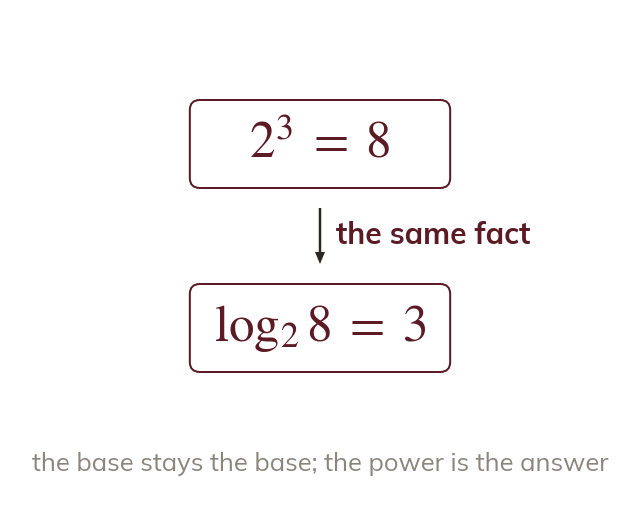 2³ = 8
the same fact
log₂ 8 = 3
the base stays the base; the power is the answer